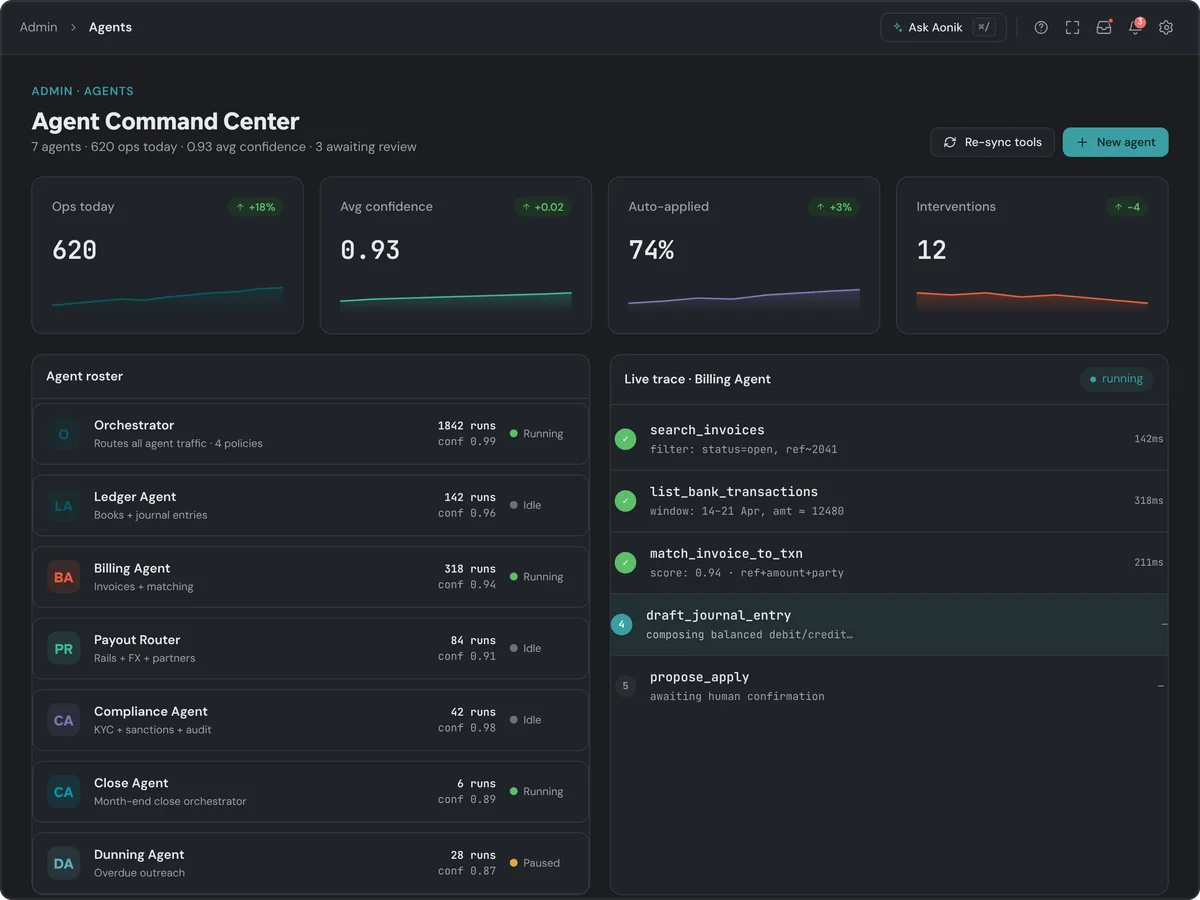 Admin > Agents
Ask Aonik ⌘/
3
ADMIN · AGENTS
Agent Command Center
7 agents · 620 ops today · 0.93 avg confidence · 3 awaiting review
Re-sync tools
+ New agent
Ops today ↑ +18%
620
Avg confidence ↑ +0.02
0.93
Auto-applied ↑ +3%
74%
Interventions ↑ -4
12
Agent roster
O
Orchestrator
Routes all agent traffic · 4 policies
1842 runs
conf 0.99
Running
LA
Ledger Agent
Books + journal entries
142 runs
conf 0.96
Idle
BA
Billing Agent
Invoices + matching
318 runs
conf 0.94
Running
PR
Payout Router
Rails + FX + partners
84 runs
conf 0.91
Idle
CA
Compliance Agent
KYC + sanctions + audit
42 runs
conf 0.98
Idle
CA
Close Agent
Month-end close orchestrator
6 runs
conf 0.89
Running
DA
Dunning Agent
Overdue outreach
28 runs
conf 0.87
Paused
Live trace · Billing Agent
running
✓
search_invoices
filter: status=open, ref~2041
142ms
✓
list_bank_transactions
window: 14–21 Apr, amt ≈ 12480
318ms
✓
match_invoice_to_txn
score: 0.94 · ref+amount+party
211ms
4
draft_journal_entry
composing balanced debit/credit…
—
5
propose_apply
awaiting human confirmation
—